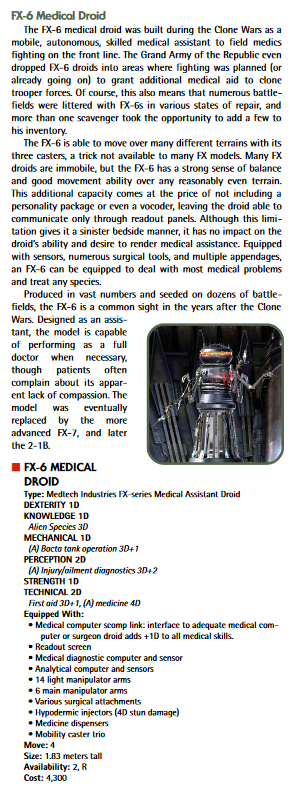 FX-6 Medical Droid
The FX-6 medical droid was built during the Clone Wars as a
mobile, autonomous, skilled medical assistant to field medics
fighting on the front line. The Grand Army of the Republic even
dropped FX-6 droids into areas where fighting was planned (or
already going on) to grant additional medical aid to clone
trooper forces. Of course, this also means that numerous battle-
fields were littered with FX-6s in various states of repair, and
more than one scavenger took the opportunity to add a few to
his inventory.
The FX-6 is able to move over many different terrains with its
three casters, a trick not available to many FX models. Many FX
droids are immobile, but the FX-6 has a strong sense of balance
and good movement ability over any reasonably even terrain.
This additional capacity comes at the price of not including a
personality package or even a vocoder, leaving the droid able to
communicate only through readout panels. Although this limi-
tation gives it a sinister bedside manner, it has no impact on the
droid's ability and desire to render medical assistance. Equipped
with sensors, numerous surgical tools, and multiple appendages,
an FX-6 can be equipped to deal with most medical problems
and treat any species.
Produced in vast numbers and seeded on dozens of battle-
fields, the FX-6 is a common sight in the years after the Clone
Wars. Designed as an assis-
tant, the model is capable
of performing as a full
doctor when necessary,
though patients often
complain about its appar-
ent lack of compassion. The
model was eventually
replaced by the more
advanced FX-7, and later
the 2-1B.
■ FX-6 MEDICAL
DROID
Type: Medtech Industries FX-series Medical Assistant Droid
DEXTERITY 1D
KNOWLEDGE 1D
Alien Species 3D
MECHANICAL 1D
(A) Bacta tank operation 3D+1
PERCEPTION 2D
(A) Injury/ailment diagnostics 3D+2
STRENGTH 1D
TECHNICAL 2D
First aid 3D+1, (A) medicine 4D
Equipped With:
• Medical computer scomp link: interface to adequate medical com-
puter or surgeon droid adds +1D to all medical skills.
• Readout screen
• Medical diagnostic computer and sensor
• Analytical computer and sensors
• 14 light manipulator arms
• 6 main manipulator arms
• Various surgical attachments
• Hypodermic injectors (4D stun damage)
• Medicine dispensers
• Mobility caster trio
Move: 4
Size: 1.83 meters tall
Availability: 2, R
Cost: 4,300